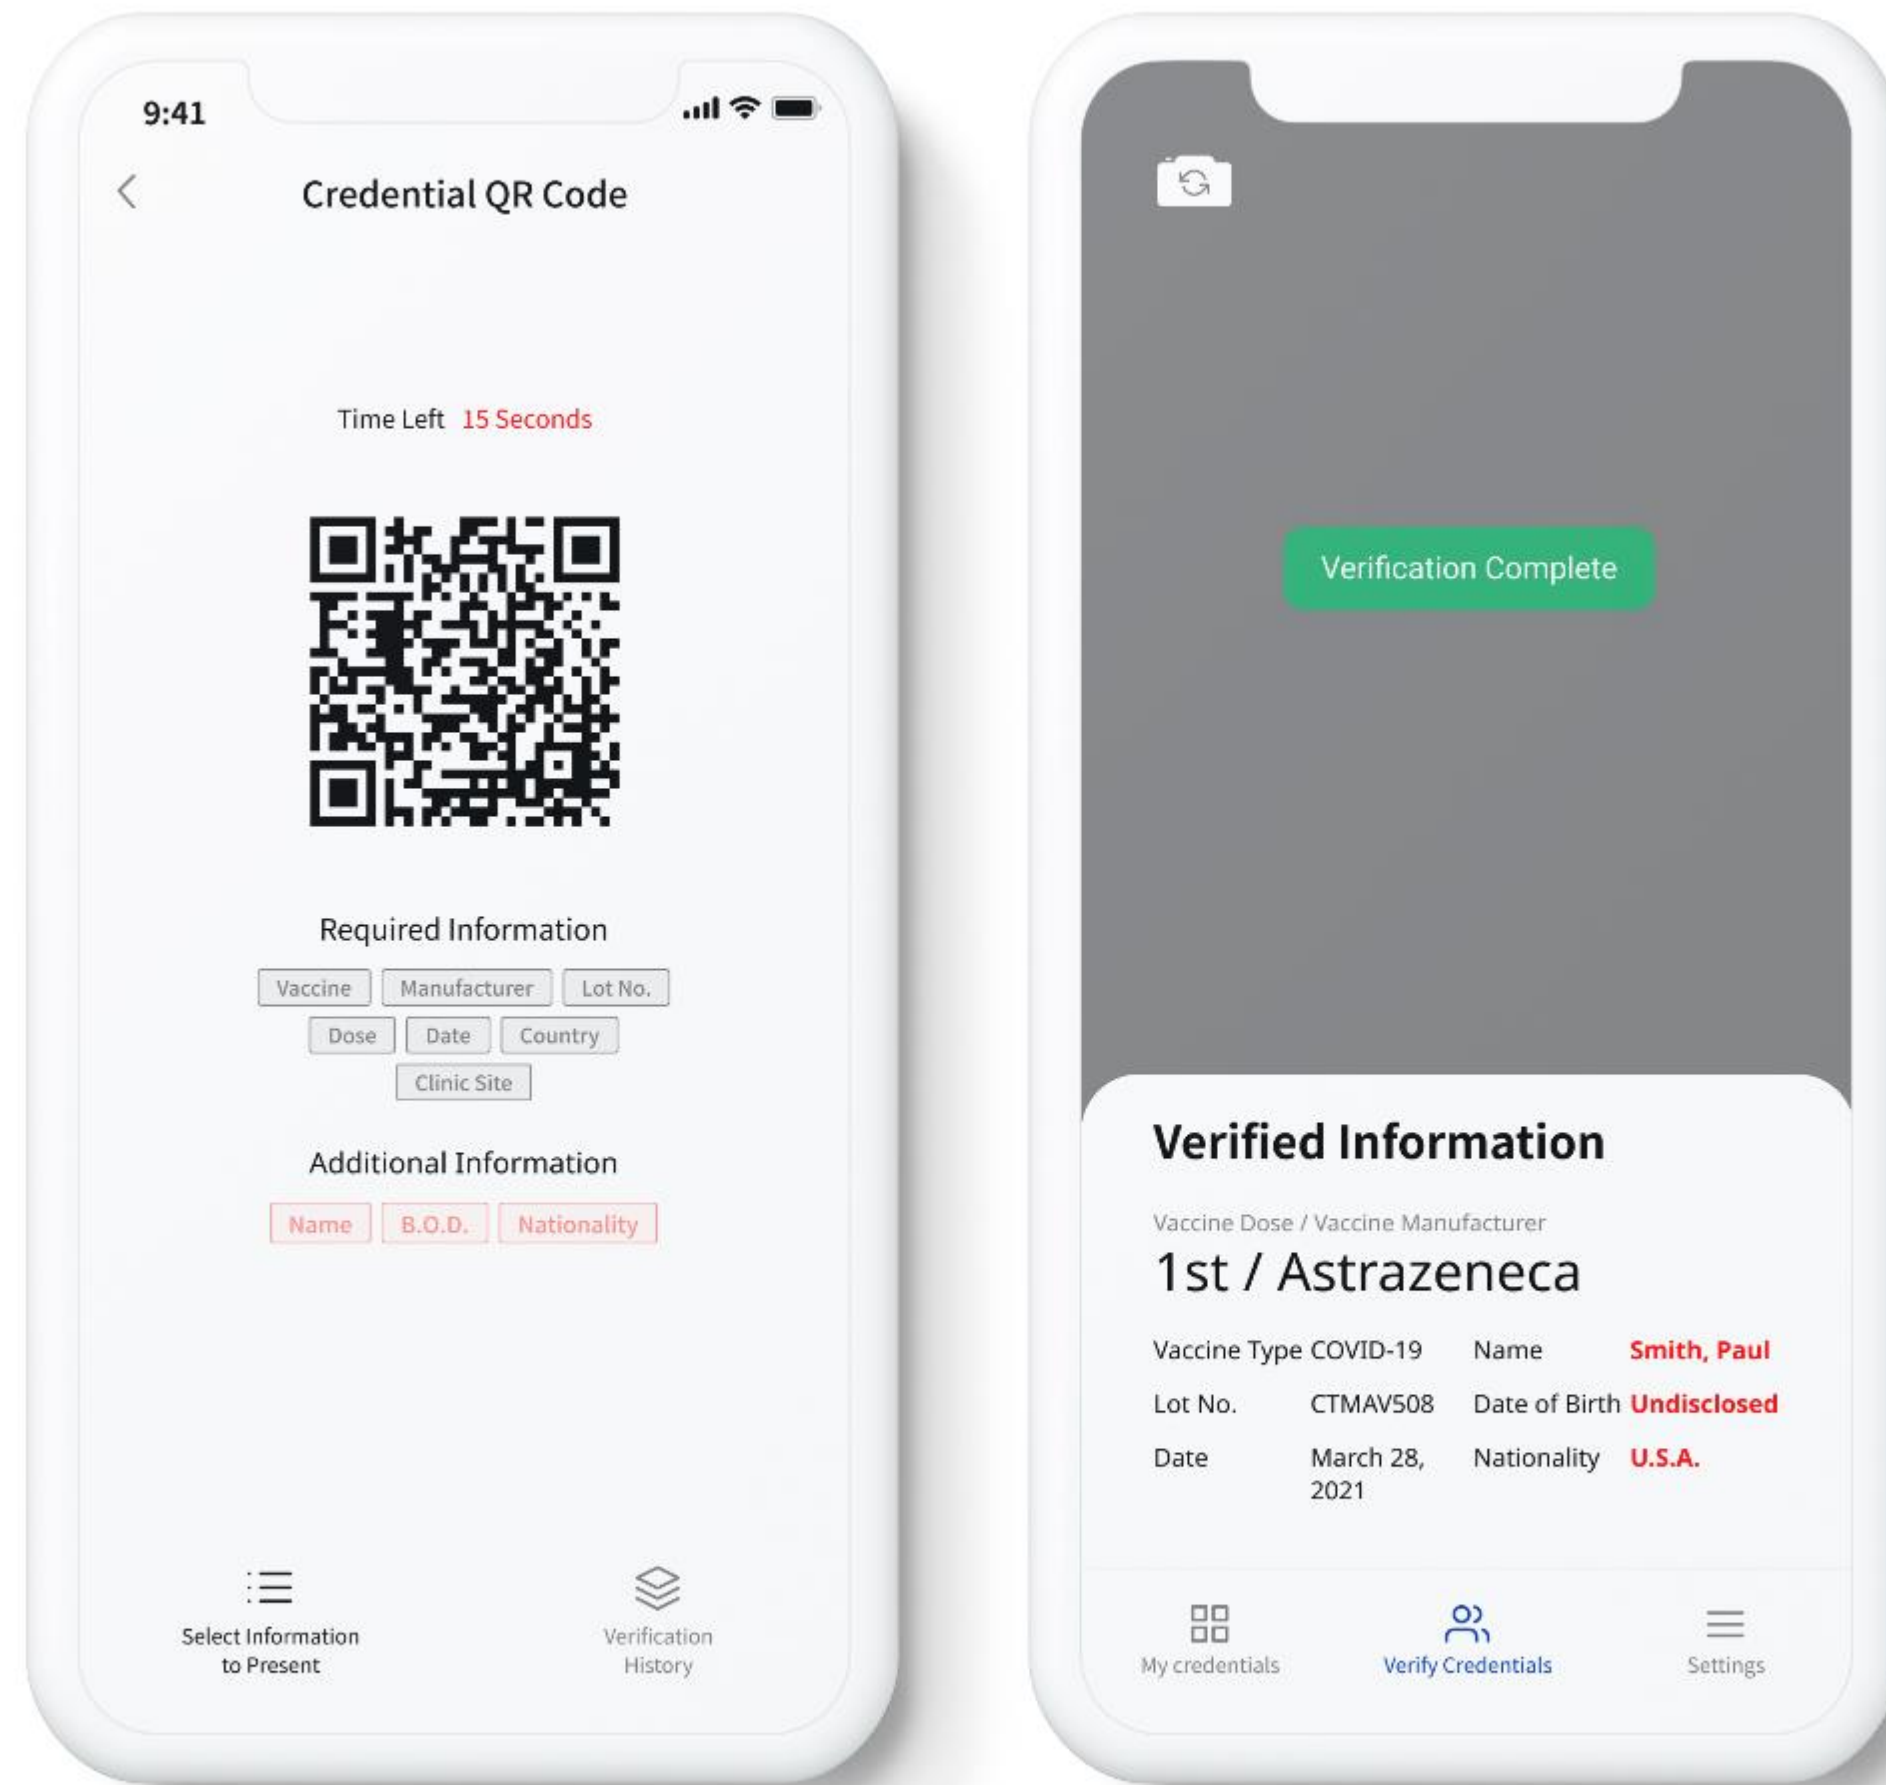 9:41
Credential QR Code
Time Left 15 Seconds
Required Information
Vaccine Manufacturer Lot No.
Dose Date Country
Clinic Site
Additional Information
Name B.O.D. Nationality
Select Information
to Present
Verification
History
Verification Complete
Verified Information
Vaccine Dose / Vaccine Manufacturer
1st / Astrazeneca
Vaccine Type COVID-19 Name Smith, Paul
Lot No. CTMAV508 Date of Birth Undisclosed
Date March 28, Nationality U.S.A.
2021
My credentials Verify Credentials Settings